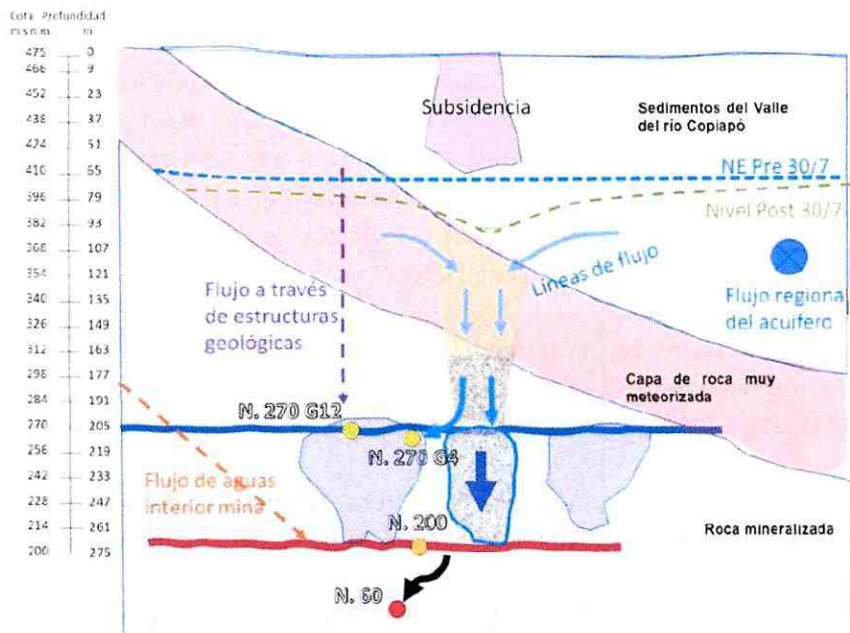 Cota Profundidad
m s n m. m
475 0
466 9
452 23
438 37
424 51
410 65
396 79
382 93
368 107
354 121
340 135
326 149
312 163
296 177
284 191
270 205
256 219
242 233
228 247
214 261
200 275
Subsidencia
Sedimentos del Valle
del río Copiapó
NE Pre 30/7
Nivel Post 30/7
Líneas de flujo
Flujo regiona
del acuifero
Flujo a través
de estructuras
geológicas
Capa de roca muy
meteorizada
N. 270 G12
N. 270 G4
Flujo de aguas
interior mina
N. 200
Roca mineralizada
N. 60